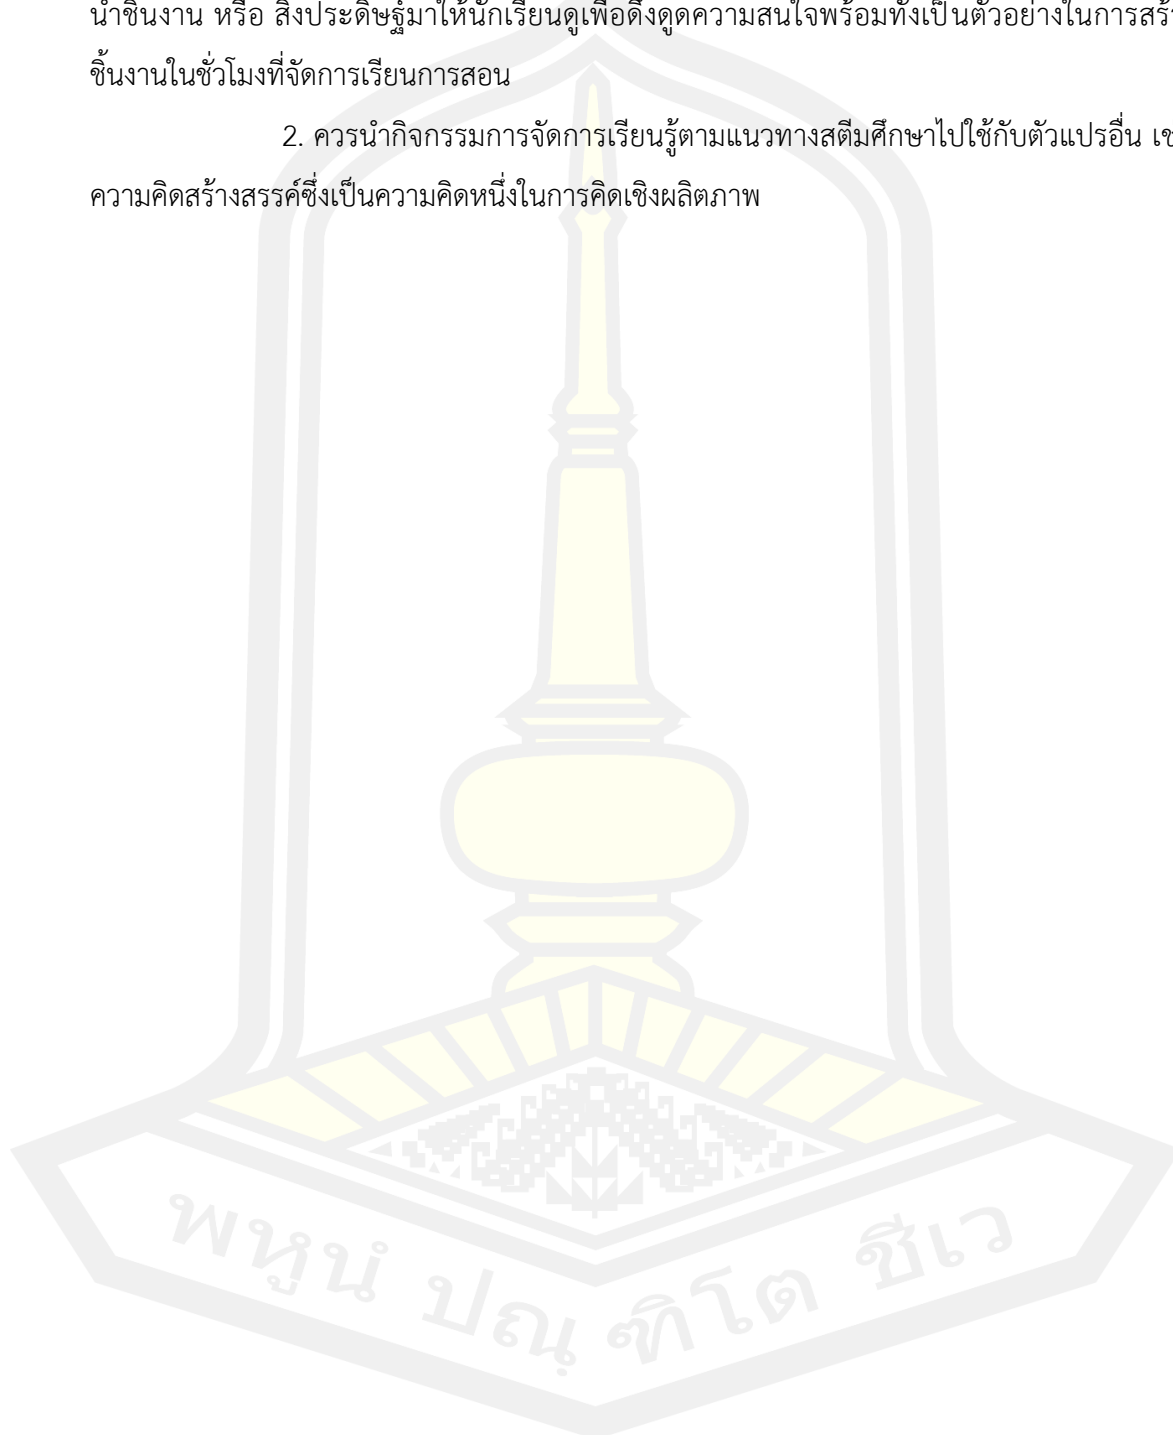 นำชิ้นงาน หรือ สิ่งประดิษฐ์มาให้นักเรียนดูเพื่อดึงดูดความสนใจพร้อมทั้งเป็นตัวอย่างในการ
ชิ้นงานในชั่วโมงที่จัดการเรียนการสอน
2. ควรนำกิจกรรมการจัดการเรียนรู้ตามแนวทางสตีมศึกษาไปใช้กับตัวแปรอื่น
ความคิดสร้างสรรค์ซึ่งเป็นความคิดหนึ่งในการคิดเชิงผลิตภาพ
พหูนํ ปณฺฑิโต ชีเว